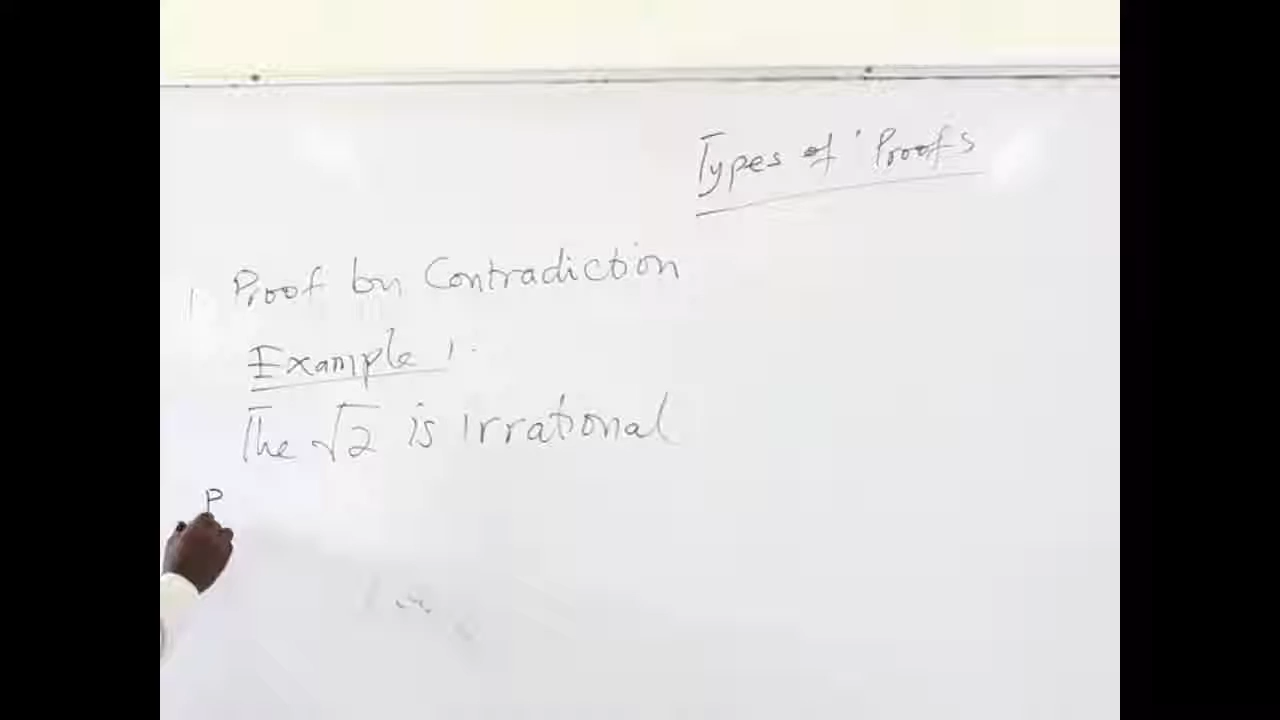 Types of Proofs
1. Proof by Contradiction
Example 1.
The √2 is irrational
P